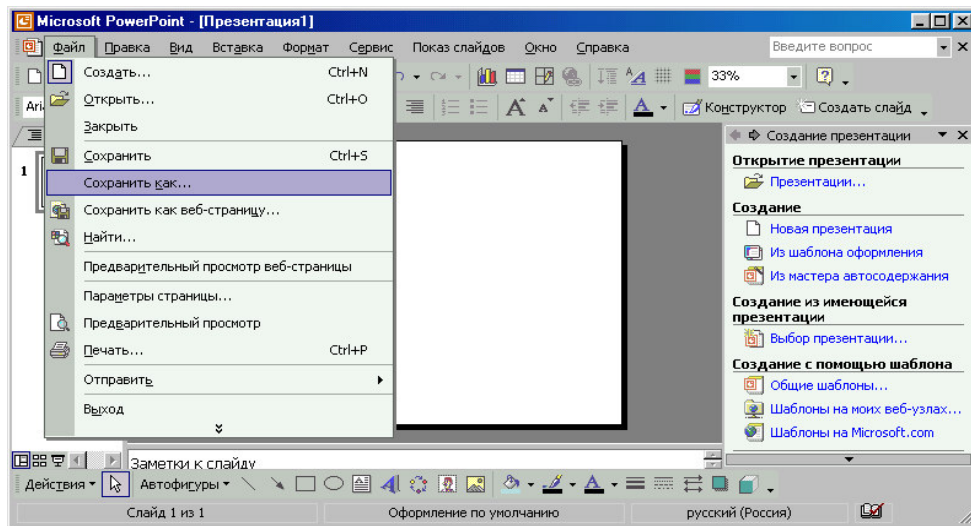 Microsoft PowerPoint - [Презентация1]
Файл Правка Вид Вставка Формат Сервис Показ слайдов Окно Справка Введите вопрос
Создать... Ctrl+N
33%
Открыть... Ctrl+O
Конструктор Создать слайд
Закрыть
Сохранить Ctrl+S
Сохранить как...
Сохранить как веб-страницу...
Найти...
Предварительный просмотр веб-страницы
Параметры страницы...
Предварительный просмотр
Печать... Ctrl+P
Отправить
Выход
1
Создание презентации
Открытие презентации
Презентации...
Создание
Новая презентация
Из шаблона оформления
Из мастера автосодержания
Создание из имеющейся
презентации
Выбор презентации...
Создание с помощью шаблона
Общие шаблоны...
Шаблоны на моих веб-узлах...
Шаблоны на Microsoft.com
Заметки к слайду
Действия Автофигуры
Слайд 1 из 1 Оформление по умолчанию русский (Россия)